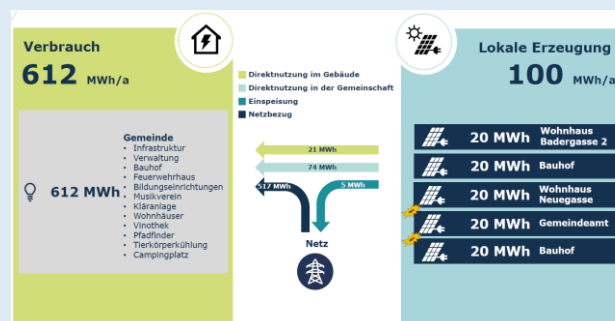 Verbrauch
612 MWh/a
Gemeinde
• Infrastruktur
• Verwaltung
• Bauhof
• Feuerwehrhaus
• Bildungseinrichtungen
• Musikverein
• Kläranlage
• Wohnhäuser
• Vinothek
• Pfadfinder
• Tierkörperkühlung
• Campingplatz
612 MWh
Direktnutzung im Gebäude
Direktnutzung in der Gemeinschaft
Einspeisung
Netzbezug
21 MWh
74 MWh
517 MWh
5 MWh
Netz
Lokale Erzeugung
100 MWh/a
20 MWh Wohnhaus
Badergasse 2
20 MWh Bauhof
20 MWh Wohnhaus
Neuegasse
20 MWh Gemeindeamt
20 MWh Bauhof